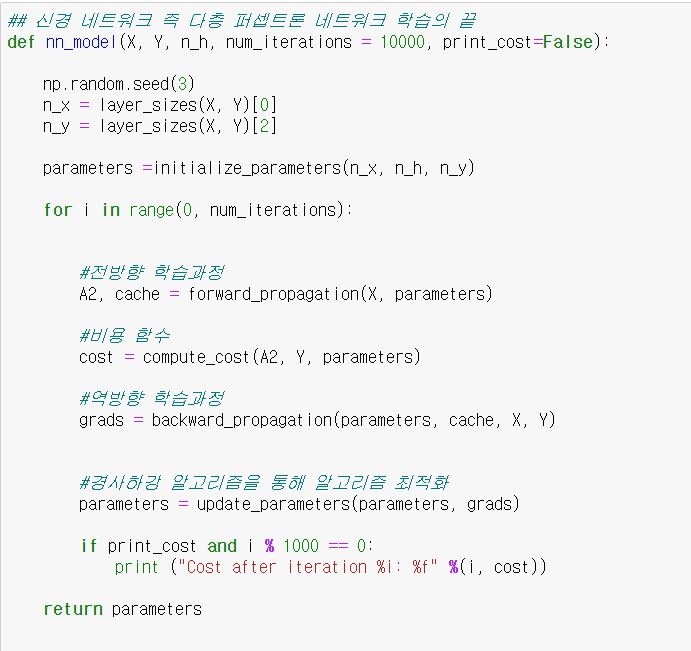 ## 신경 네트워크 즉 다층 퍼셉트론 네트워크 학습의 끝
def nn_model(X, Y, n_h, num_iterations = 10000, print_cost=False):
np.random.seed(3)
n_x = layer_sizes(X, Y)[0]
n_y = layer_sizes(X, Y)[2]
parameters =initialize_parameters(n_x, n_h, n_y)
for i in range(0, num_iterations):
#전방향 학습과정
A2, cache = forward_propagation(X, parameters)
#비용 함수
cost = compute_cost(A2, Y, parameters)
#역방향 학습과정
grads = backward_propagation(parameters, cache, X, Y)
#경사하강 알고리즘을 통해 알고리즘 최적화
parameters = update_parameters(parameters, grads)
if print_cost and i % 1000 == 0:
print ("Cost after iteration %i: %f" %(i, cost))
return parameters